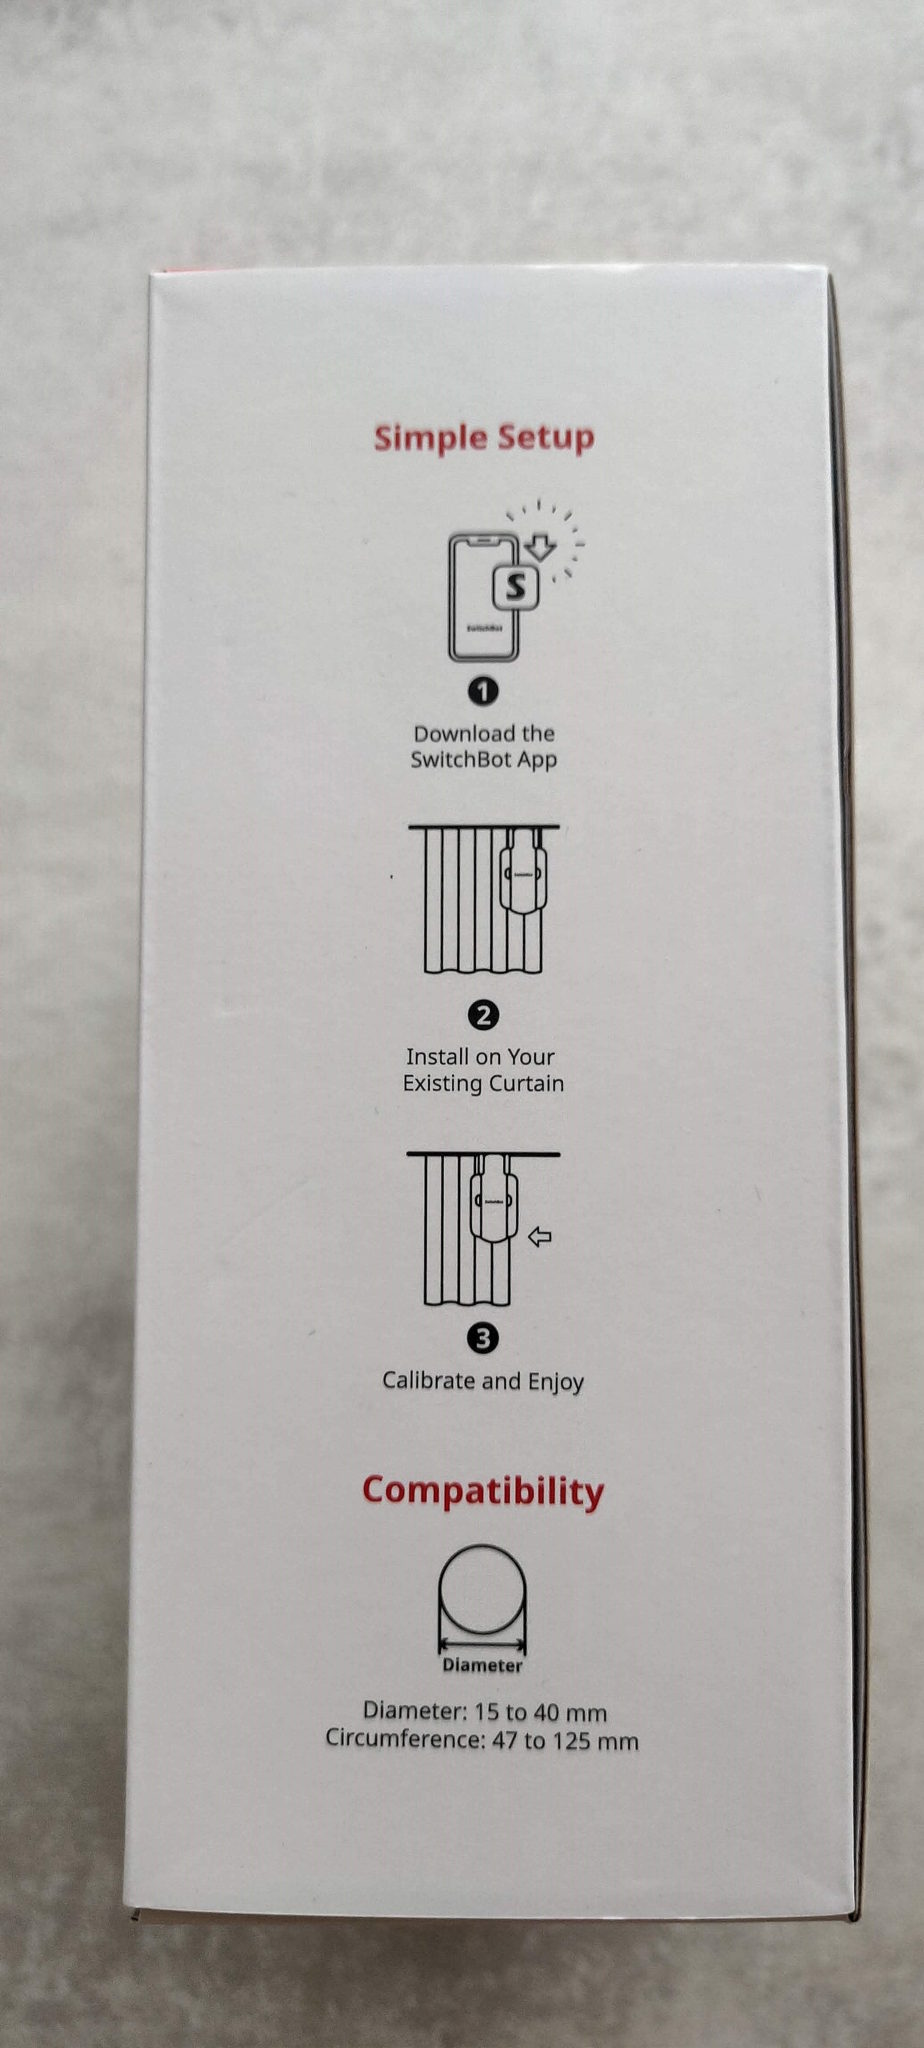 Simple Setup
S
SwitchBot
1
Download the
SwitchBot App
2
Install on Your
Existing Curtain
3
Calibrate and Enjoy
Compatibility
Diameter
Diameter: 15 to 40 mm
Circumference: 47 to 125 mm